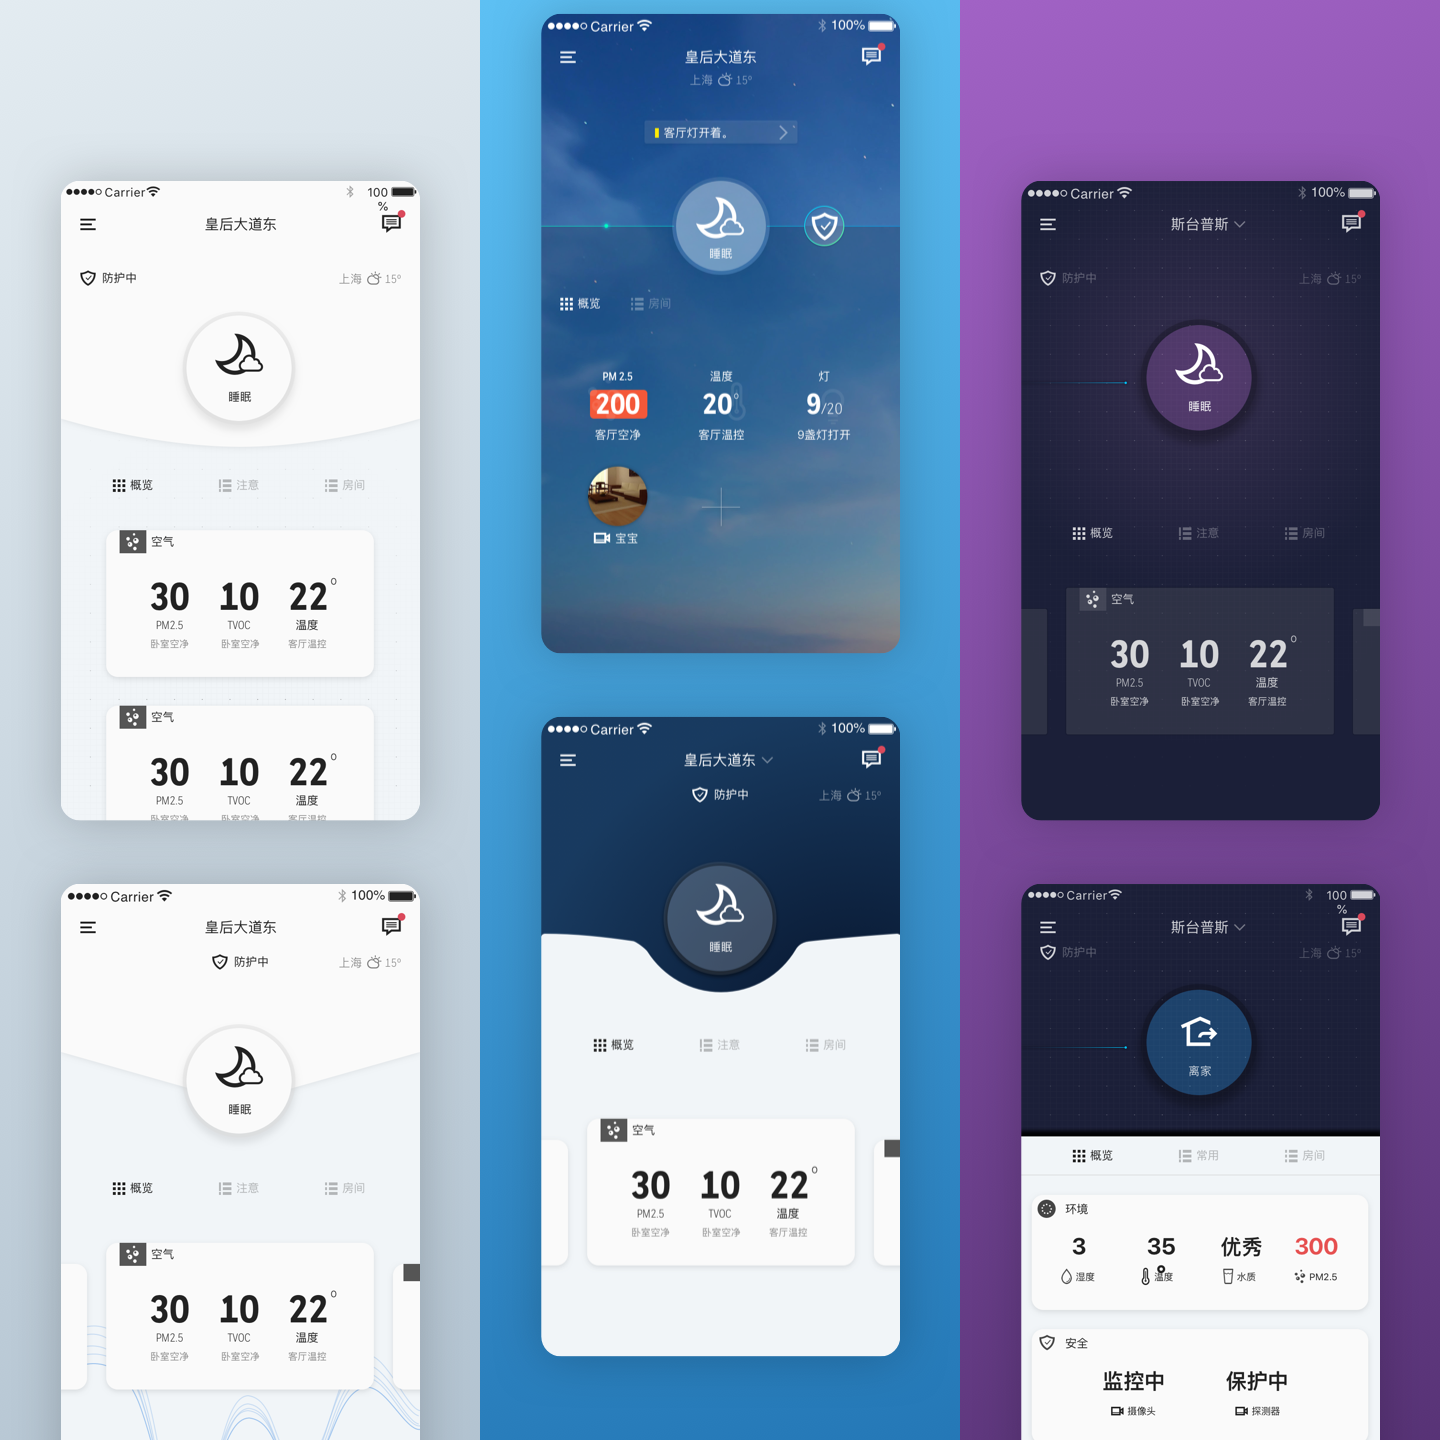 Carrier
100
%
皇后大道东
防护中
上海 15°
睡眠
概览 注意 房间
空气
30 10 22°
PM2.5 TVOC 温度
卧室空净 卧室空净 客厅温控
空气
30 10 22°
PM2.5 TVOC 温度
卧室空净 卧室空净 客厅温控
Carrier 100%
皇后大道东
防护中 上海 15°
睡眠
概览 注意 房间
空气
30 10 22°
PM2.5 TVOC 温度
卧室空净 卧室空净 客厅温控
Carrier 100%
皇后大道东
上海 15°
客厅灯开着。
睡眠
概览 房间
PM 2.5 温度 灯
200 20° 9/20
客厅空净 客厅温控 9盏灯打开
宝宝
Carrier 100%
皇后大道东
防护中 上海 15°
睡眠
概览 注意 房间
空气
30 10 22°
PM2.5 TVOC 温度
卧室空净 卧室空净 客厅温控
Carrier 100%
斯台普斯
防护中 上海 15°
睡眠
概览 注意 房间
空气
30 10 22°
PM2.5 TVOC 温度
卧室空净 卧室空净 客厅温控
Carrier 100
%
斯台普斯
防护中 上海 15°
离家
概览 常用 房间
环境
3 35 优秀 300
湿度 温度 水质 PM2.5
安全
监控中 保护中
摄像头 探测器